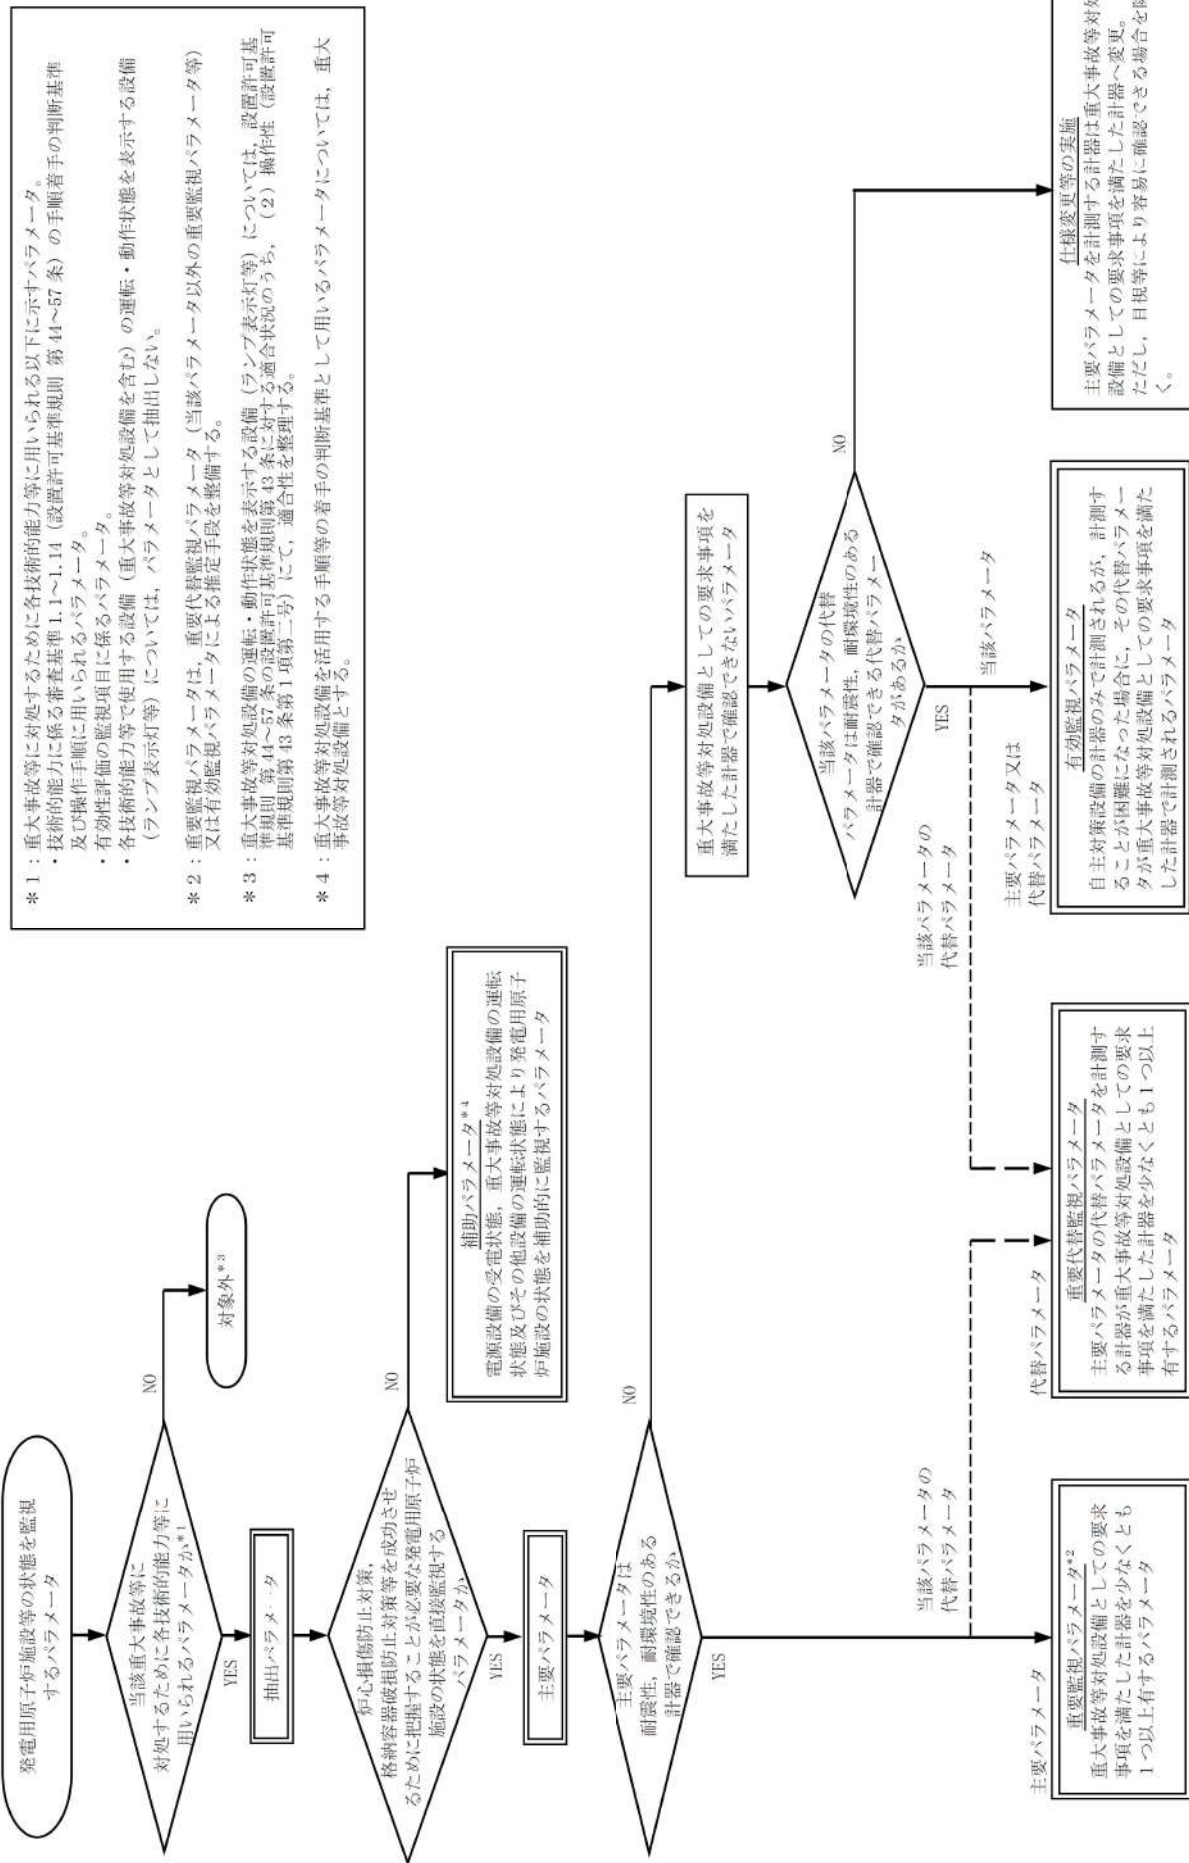 発電用原子炉施設等の状態を監視
するパラメータ
当該重大事故等に
対処するために各技術的能力等に
用いられるパラメータか*1
NO
対象外*3
YES
抽出パラメータ
炉心損傷防止対策,
格納容器破損防止対策等を成功させ
るために把握することが必要な発電用原子炉
施設の状態を直接監視する
パラメータか
NO
補助パラメータ*4
電源設備の受電状態,重大事故等対処設備の運転
状態及びその他設備の運転状態により発電用原子
炉施設の状態を補助的に監視するパラメータ
YES
主要パラメータ
主要パラメータは
耐震性,耐環境性のある
計器で確認できるか
NO
YES
重大事故等対処設備としての要求事項を
満たした計器で確認できないパラメータ
当該パラメータの代替
パラメータは耐震性,耐環境性のある
計器で確認できる代替パラメー
タがあるか
NO
YES
当該パラメータの
代替パラメータ
当該パラメータの
代替パラメータ
当該パラメータ
主要パラメータ
代替パラメータ
主要パラメータ又は
代替パラメータ
重要監視パラメータ*2
重大事故等対処設備としての要求
事項を満たした計器を少なくとも
1つ以上有するパラメータ
重要代替監視パラメータ
主要パラメータの代替パラメータを計測す
る計器が重大事故等対処設備としての要求
事項を満たした計器を少なくとも1つ以上
有するパラメータ
有効監視パラメータ
自主対策設備の計器のみで計測されるが,計測す
ることが困難になった場合に,その代替パラメー
タが重大事故等対処設備としての要求事項を満た
した計器で計測されるパラメータ
仕様変更等の実施
主要パラメータを計測する計器は重大事故等対処
設備としての要求事項を満たした計器へ変更。
ただし,目視等により容易に確認できる場合を除
く。
*1:重大事故等に対処するために各技術的能力等に用いられる以下に示すパラメータ。
・技術的能力に係る審査基準 1.1~1.14(設置許可基準規則 第 44~57 条)の手順着手の判断基準
及び操作手順に用いられるパラメータ。
・有効性評価の監視項目に係るパラメータ。
・各技術的能力等で使用する設備(重大事故等対処設備を含む)の運転・動作状態を表示する設備
(ランプ表示灯等)については,パラメータとして抽出しない。
*2:重要監視パラメータは,重要代替監視パラメータ(当該パラメータ以外の重要監視パラメータ等)
又は有効監視パラメータによる推定手段を整備する。
*3:重大事故等対処設備の運転・動作状態を表示する設備(ランプ表示灯等)については,設置許可基
準規則 第 44~57 条の設置許可基準規則第 43 条に対する適合状況のうち,(2)操作性(設置許可
基準規則第 43 条第1項第二号)にて,適合性を整理する。
*4:重大事故等対処設備を活用する手順等の着手の判断基準として用いるパラメータについては,重大
事故等対処設備とする。